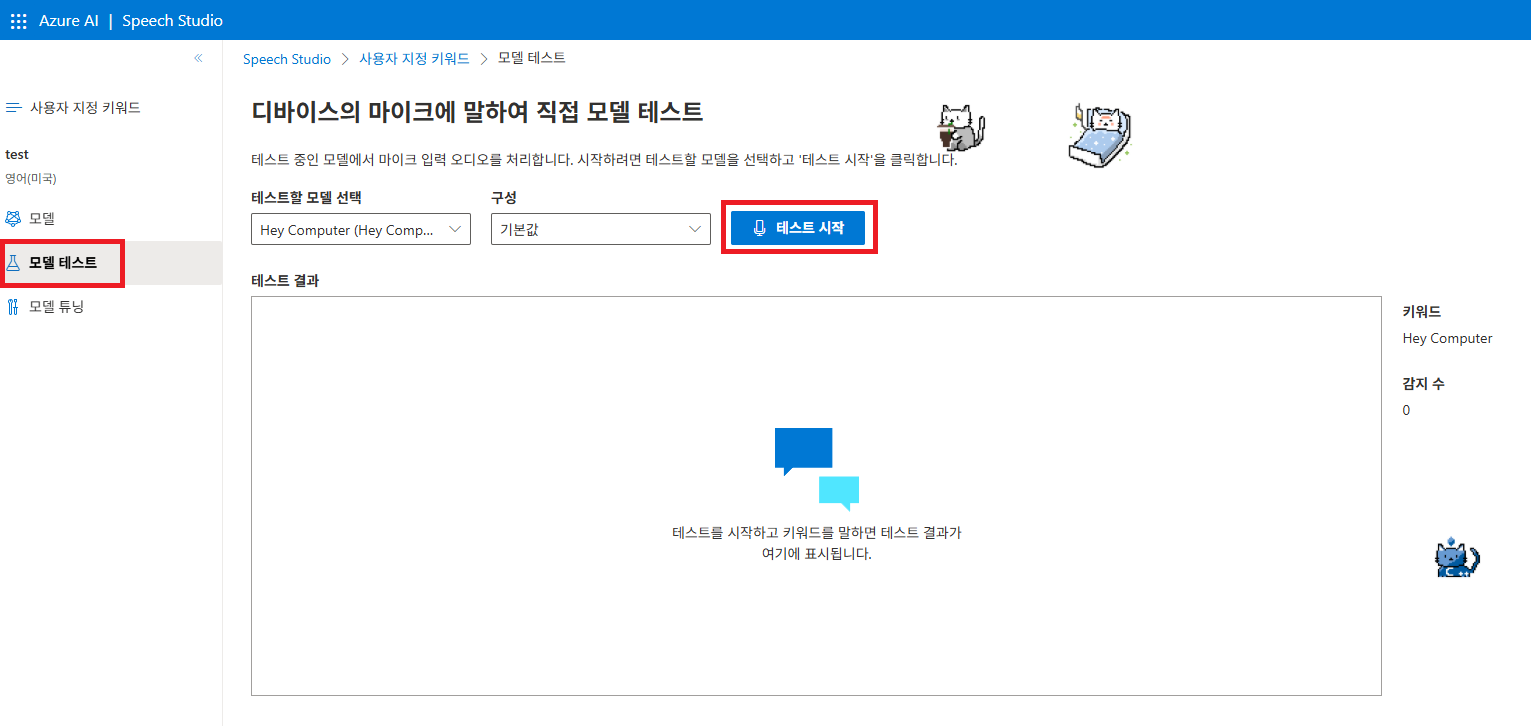 Azure AI | Speech Studio
Speech Studio > 사용자 지정 키워드 > 모델 테스트
사용자 지정 키워드
test
영어(미국)
모델
모델 테스트
모델 튜닝
디바이스의 마이크에 말하여 직접 모델 테스트
테스트 중인 모델에서 마이크 입력 오디오를 처리합니다. 시작하려면 테스트할 모델을 선택하고 '테스트 시작'을 클릭합니다.
테스트할 모델 선택 구성
Hey Computer (Hey Comp... 기본값 테스트 시작
테스트 결과
테스트를 시작하고 키워드를 말하면 테스트 결과가
여기에 표시됩니다.
키워드
Hey Computer
감지 수
0